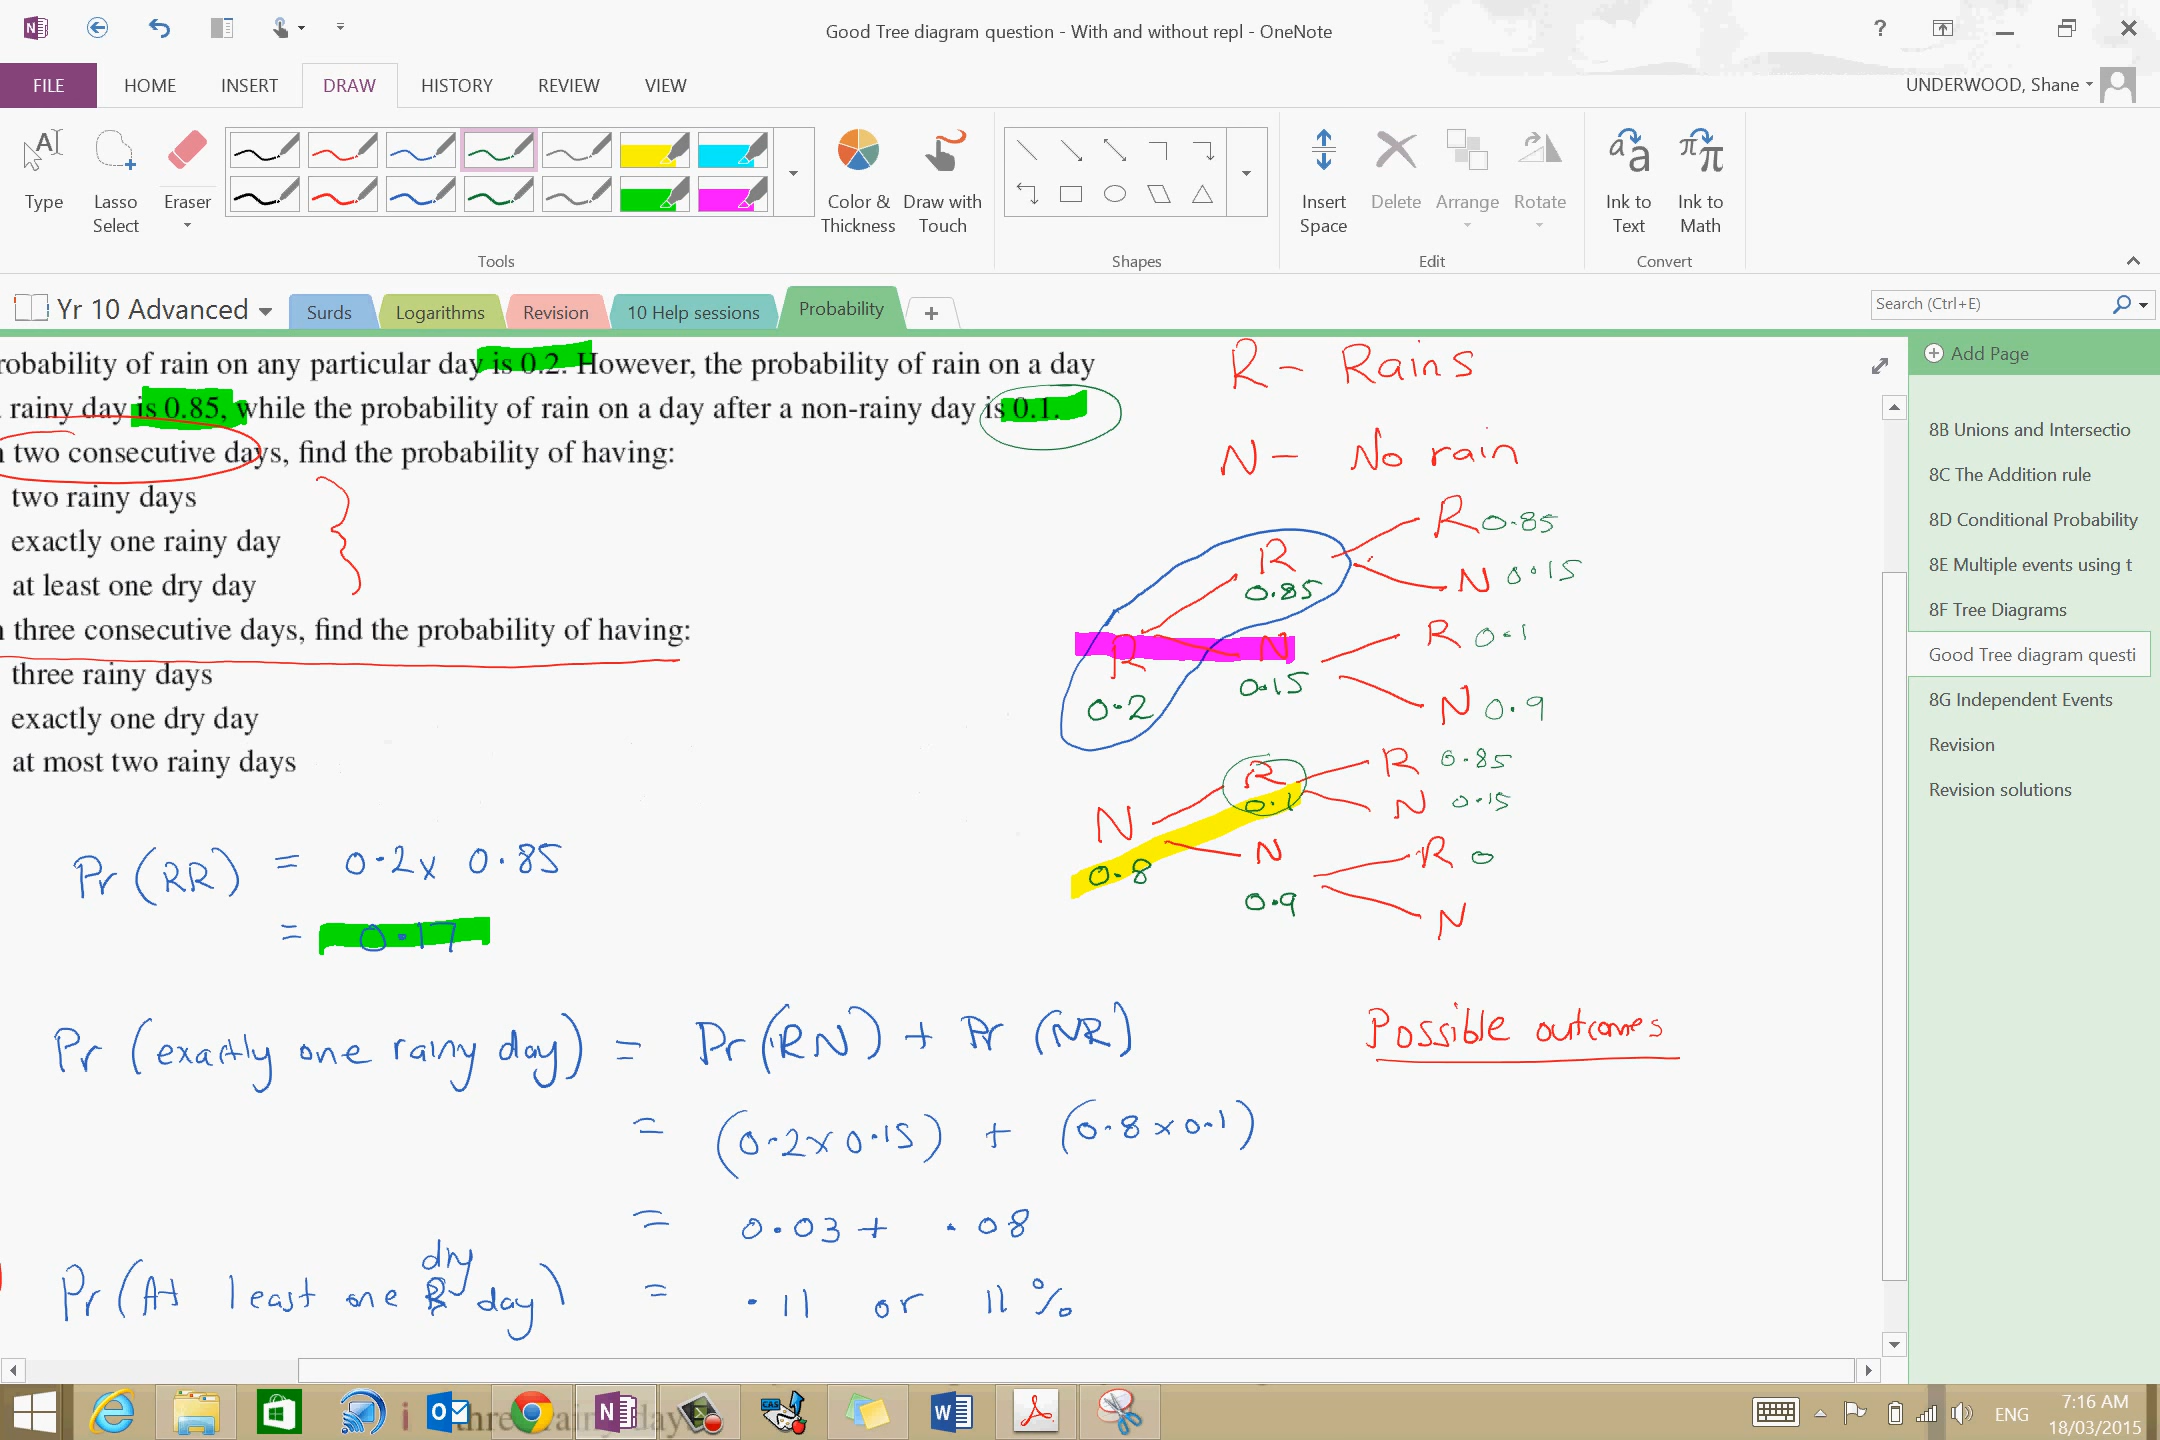 Good Tree diagram question - With and without repl - OneNote
?
FILE HOME INSERT DRAW HISTORY REVIEW VIEW
UNDERWOOD, Shane
Type
Lasso Select
Eraser
Color & Thickness
Draw with Touch
Insert Space
Delete
Arrange
Rotate
Ink to Text
Ink to Math
Tools Shapes Edit Convert
Yr 10 Advanced Surds Logarithms Revision 10 Help sessions Probability +
Search (Ctrl+E)
Add Page
8B Unions and Intersectio
8C The Addition rule
8D Conditional Probability
8E Multiple events using t
8F Tree Diagrams
Good Tree diagram questi
8G Independent Events
Revision
Revision solutions
robability of rain on any particular day is 0.2. However, the probability of rain on a day
rainy day is 0.85, while the probability of rain on a day after a non-rainy day is 0.1.
two consecutive days, find the probability of having:
two rainy days
exactly one rainy day
at least one dry day
three consecutive days, find the probability of having:
three rainy days
exactly one dry day
at most two rainy days
R - Rains
N - No rain
R 0.85
R
0.85
N 0.15
R
0.2
N
0.15
R 0.1
N 0.9
R
0.1
R 0.85
N 0.15
N
0.8
N
0.9
R 0
N
Pr (RR) = 0.2 x 0.85
= 0.17
Pr (exactly one rainy day) = Pr (RN) + Pr (NR)
= (0.2 x 0.15) + (0.8 x 0.1)
= 0.03 + .08
dry
Pr (At least one day) = .11 or 11%
Possible outcomes
ENG
7:16 AM
18/03/2015